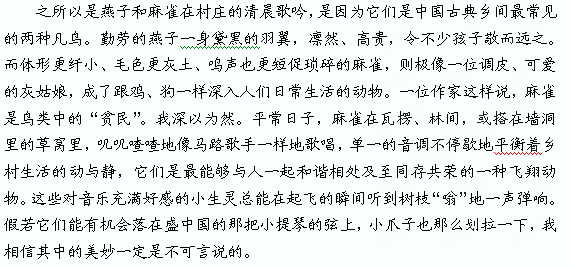 之所以是燕子和麻雀在村庄的清晨歌吟，是因为它们是中国古典乡间最常见
的两种凡鸟。勤劳的燕子一身黛黑的羽翼，凛然、高贵，令不少孩子敬而远之。
而体形更纤小、毛色更灰土、鸣声也更短促琐碎的麻雀，则极像一位调皮、可爱
的灰姑娘，成了跟鸡、狗一样深入人们日常生活的动物。一位作家这样说，麻雀
是鸟类中的“贫民”。我深以为然。平常日子，麻雀在瓦楞、林间，或搭在墙洞
里的草窝里，叽叽喳喳地像马路歌手一样地歌唱，单一的音调不停歇地平衡着乡
村生活的动与静，它们是最能够与人一起和谐相处及至同存共荣的一种飞翔动
物。这些对音乐充满好感的小生灵总能在起飞的瞬间听到树枝“嗡”地一声弹响。
假若它们能有机会落在盛中国的那把小提琴的弦上，小爪子也那么划拉一下，我
相信其中的美妙一定是不可言说的。